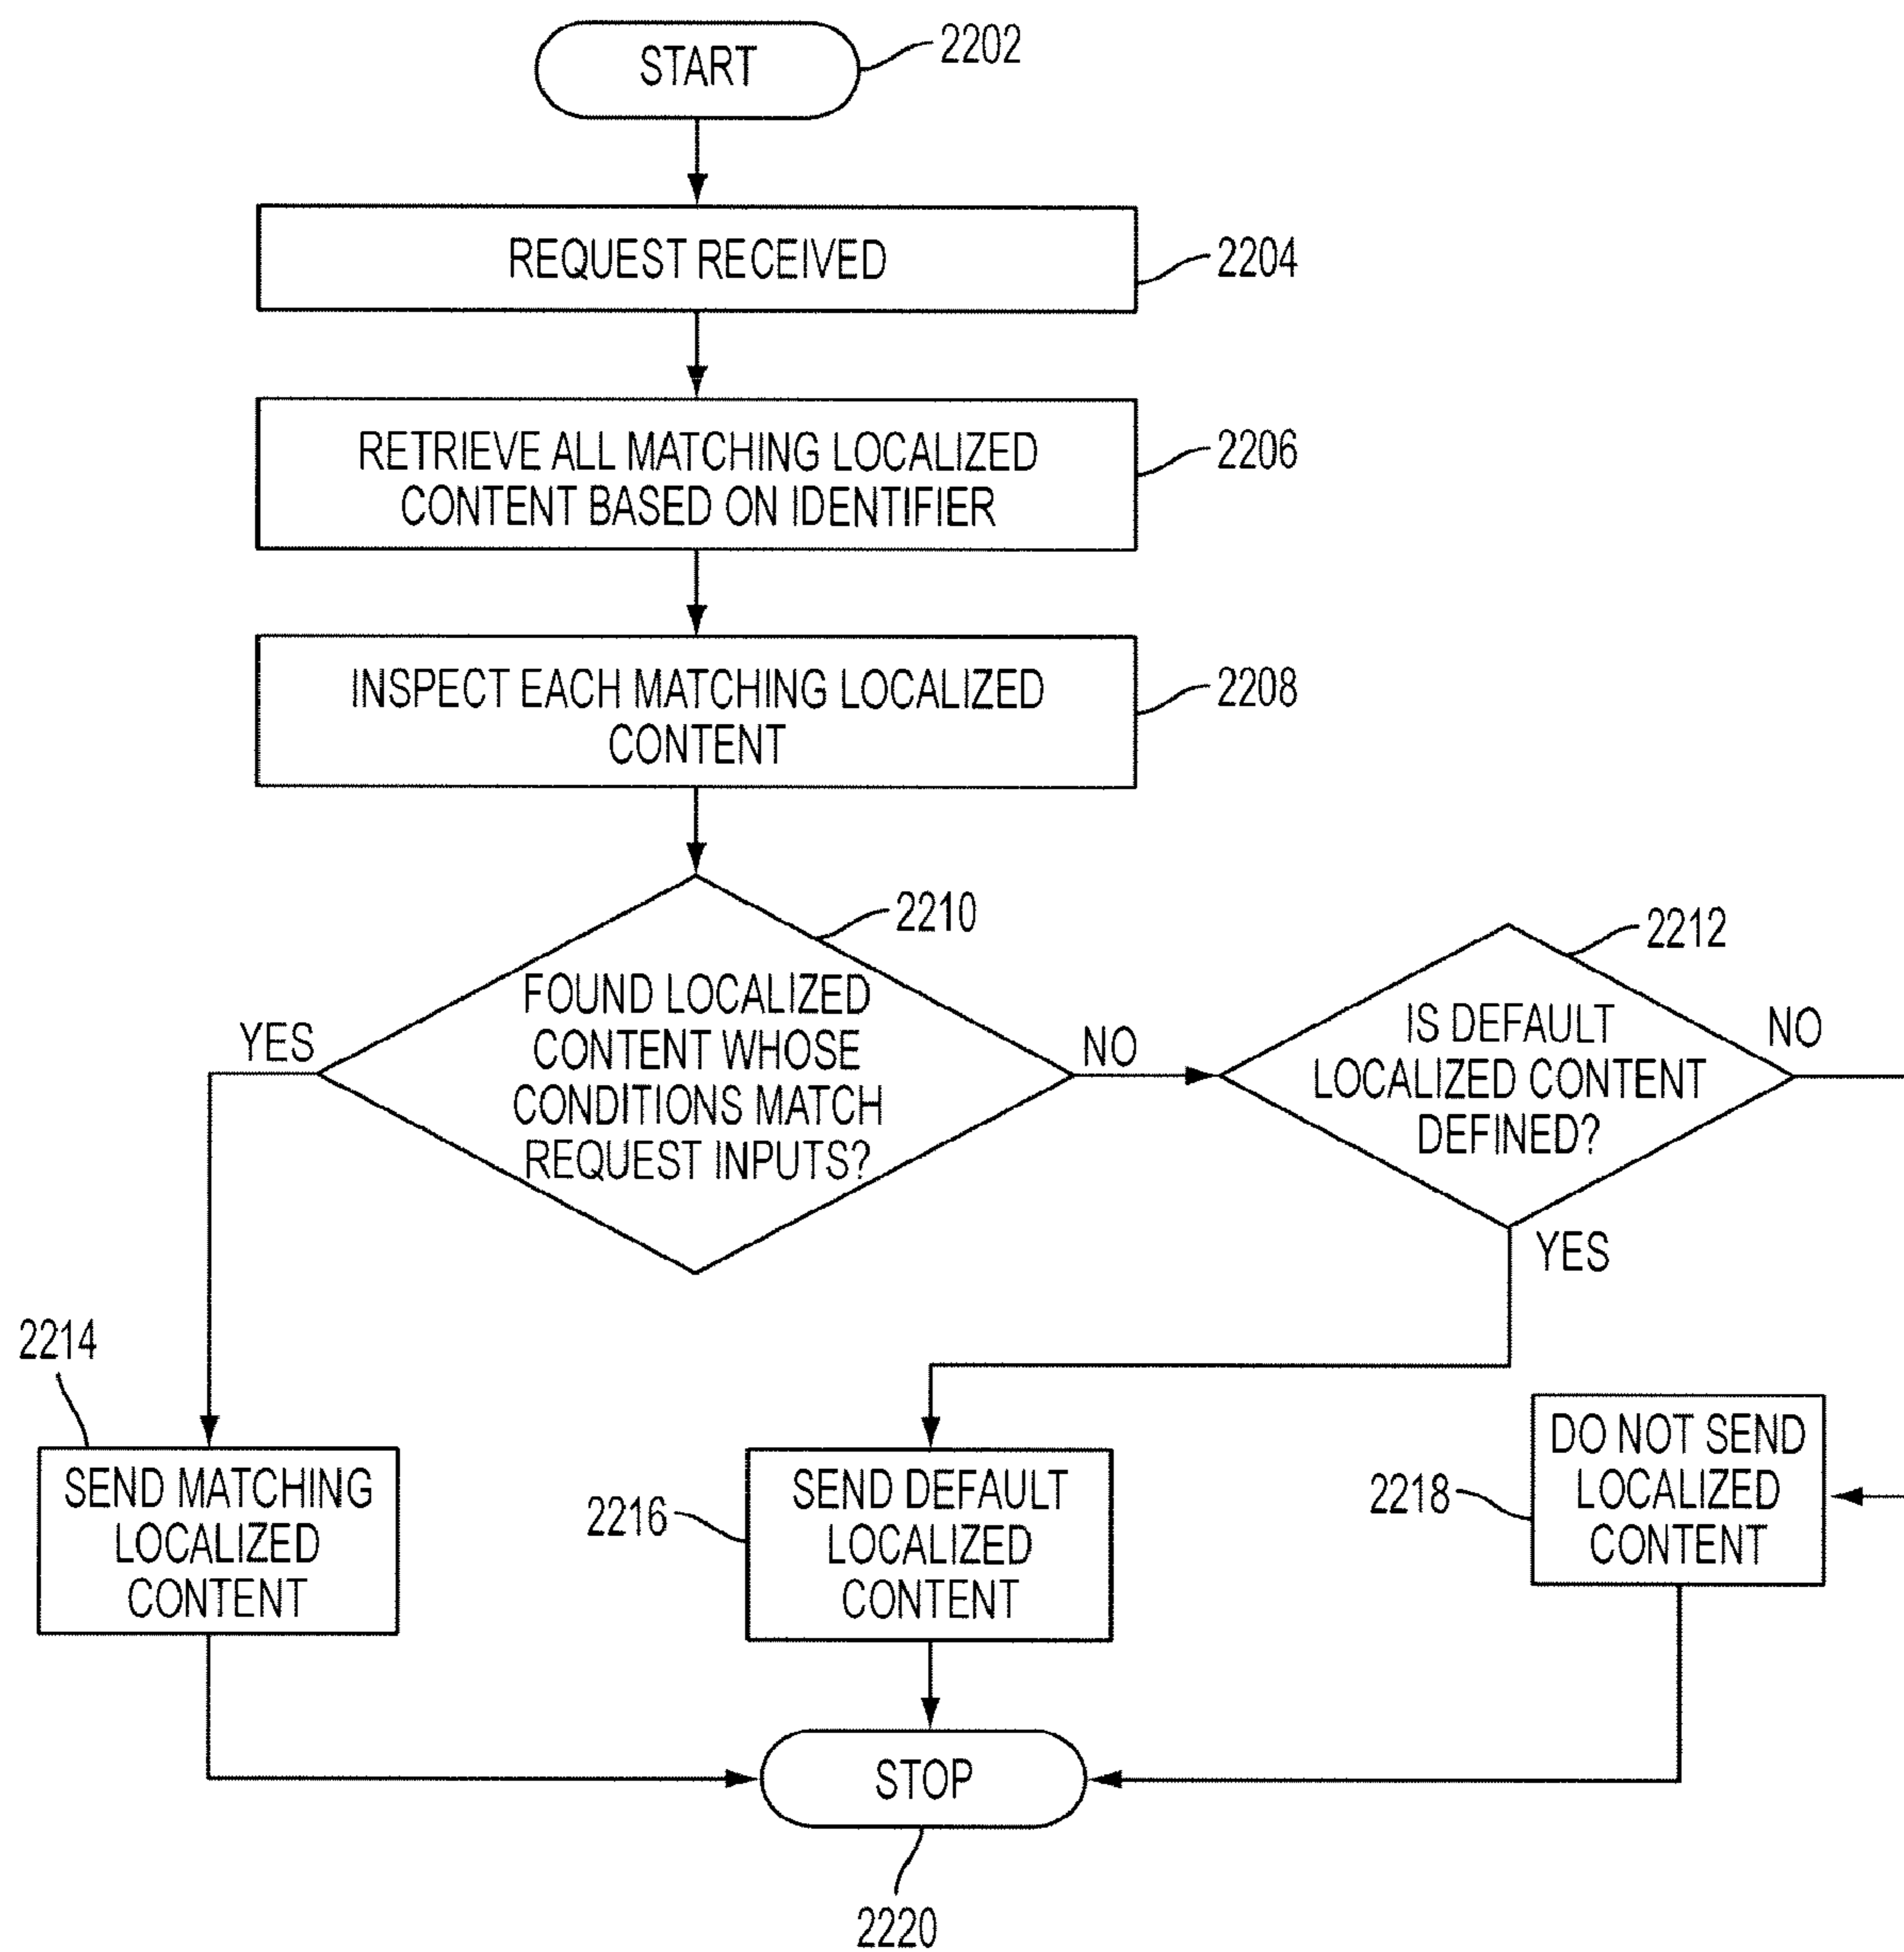 START
2202
REQUEST RECEIVED
2204
RETRIEVE ALL MATCHING LOCALIZED
CONTENT BASED ON IDENTIFIER
2206
INSPECT EACH MATCHING LOCALIZED
CONTENT
2208
2210
FOUND LOCALIZED
CONTENT WHOSE
CONDITIONS MATCH
REQUEST INPUTS?
YES
NO
2212
IS DEFAULT
LOCALIZED CONTENT
DEFINED?
NO
YES
2214
SEND MATCHING
LOCALIZED
CONTENT
2216
SEND DEFAULT
LOCALIZED
CONTENT
2218
DO NOT SEND
LOCALIZED
CONTENT
STOP
2220